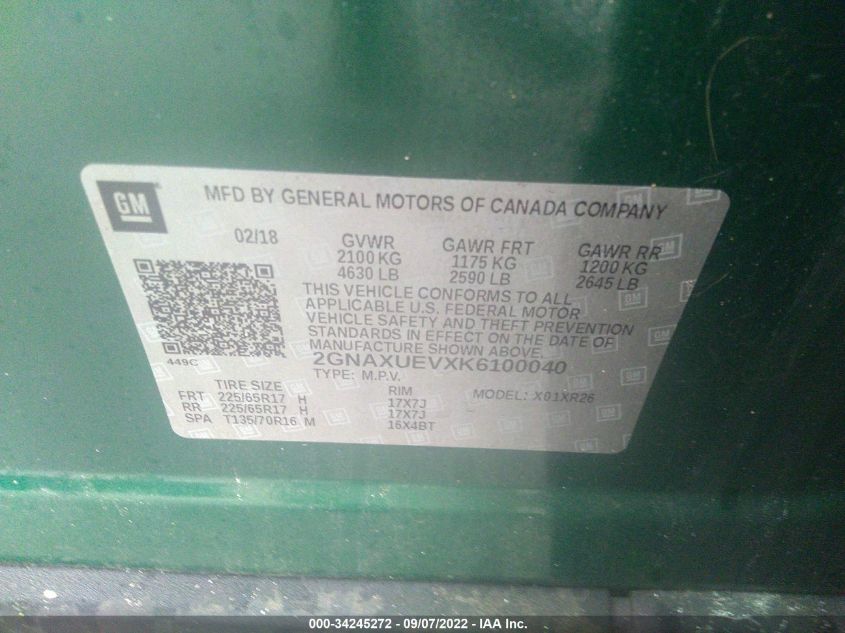 GM
MFD BY GENERAL MOTORS OF CANADA COMPANY
02/18 GVWR GAWR FRT GAWR RR
2100 KG 1175 KG 1200 KG
4630 LB 2590 LB 2645 LB
THIS VEHICLE CONFORMS TO ALL
APPLICABLE U.S. FEDERAL MOTOR
VEHICLE SAFETY AND THEFT PREVENTION
STANDARDS IN EFFECT ON THE DATE OF
MANUFACTURE SHOWN ABOVE.
449C 2GNAXUEVXK6100040
TYPE: M.P.V. MODEL: X01XR26
TIRE SIZE RIM
FRT 225/65R17 H 17X7J
RR 225/65R17 H 17X7J
SPA T135/70R16 M 16X4BT
000-34245272 - 09/07/2022 - IAA Inc.